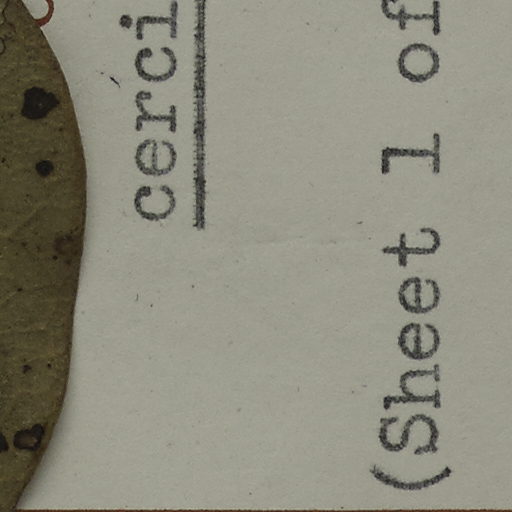 cerci
(Sheet 1 of